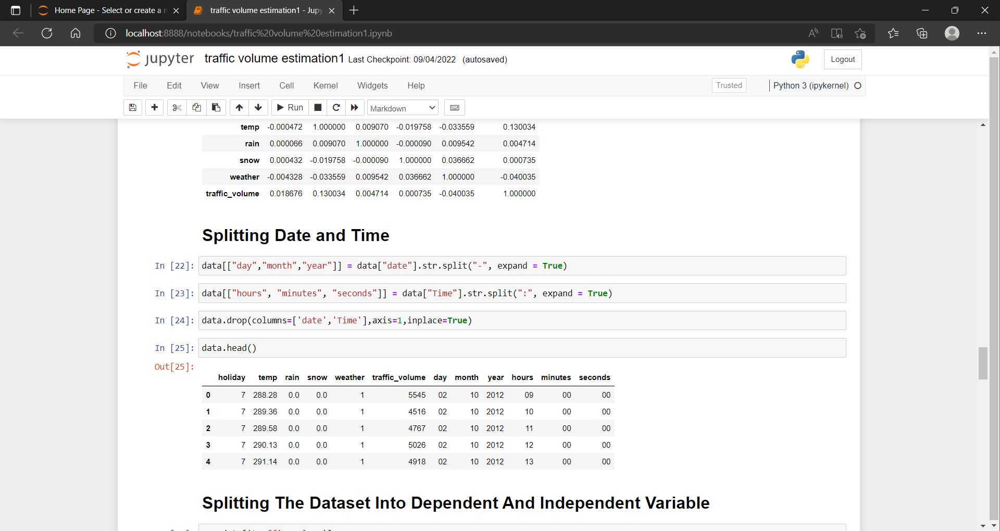 Home Page - Select or create a n
traffic volume estimation1 - Jupy
localhost:8888/notebooks/traffic%20volume%20estimation1.ipynb
jupyter traffic volume estimation1 Last Checkpoint: 09/04/2022 (autosaved)
Logout
File Edit View Insert Cell Kernel Widgets Help
Trusted
Python 3 (ipykernel)
Run
Markdown
temp -0.000472 1.000000 0.009070 -0.019758 -0.033559 0.130034
rain 0.000066 0.009070 1.000000 -0.000090 0.009542 0.004714
snow 0.000432 -0.019758 -0.000090 1.000000 0.036662 0.000735
weather -0.004328 -0.033559 0.009542 0.036662 1.000000 -0.040035
traffic_volume 0.018676 0.130034 0.004714 0.000735 -0.040035 1.000000
Splitting Date and Time
In [22]: data[["day","month","year"]] = data["date"].str.split("-", expand = True)
In [23]: data[["hours", "minutes", "seconds"]] = data["Time"].str.split(":", expand = True)
In [24]: data.drop(columns=['date','Time'],axis=1,inplace=True)
In [25]: data.head()
Out[25]:
holiday temp rain snow weather traffic_volume day month year hours minutes seconds
0 7 288.28 0.0 0.0 1 5545 02 10 2012 09 00 00
1 7 289.36 0.0 0.0 1 4516 02 10 2012 10 00 00
2 7 289.58 0.0 0.0 1 4767 02 10 2012 11 00 00
3 7 290.13 0.0 0.0 1 5026 02 10 2012 12 00 00
4 7 291.14 0.0 0.0 1 4918 02 10 2012 13 00 00
Splitting The Dataset Into Dependent And Independent Variable